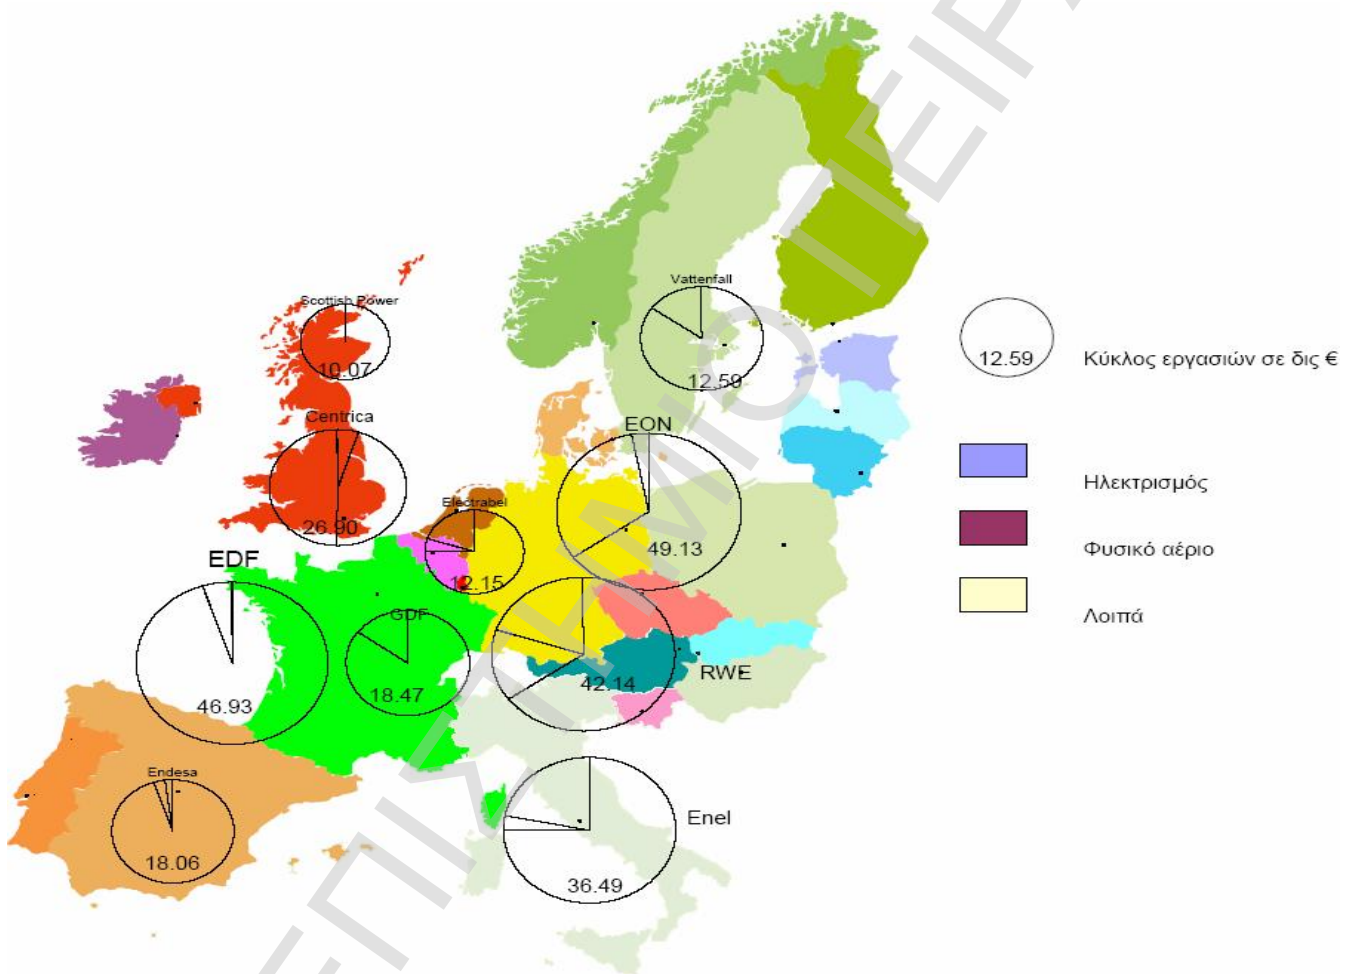 Vattenfall
12.59
Scottish Power
10.07
12.59
Κύκλος εργασιών σε δις €
Centrica
26.90
EON
49.13
Ηλεκτρισμός
Electrabel
12.15
Φυσικό αέριο
EDF
46.93
GDF
18.47
Λοιπά
RWE
42.14
Endesa
18.06
Enel
36.49